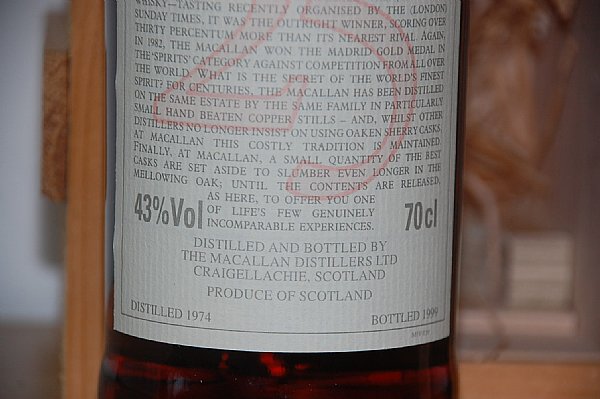 WHISKY—TASTING RECENTLY ORGANISED BY THE (LONDON)
SUNDAY TIMES, IT WAS THE OUTRIGHT WINNER, SCORING OVER
THIRTY PERCENTUM MORE THAN ITS NEAREST RIVAL. AGAIN,
IN 1982, THE MACALLAN WON THE MADRID GOLD MEDAL IN
THE 'SPIRITS' CATEGORY AGAINST COMPETITION FROM ALL OVER
THE WORLD. WHAT IS THE SECRET OF THE WORLD'S FINEST
SPIRIT? FOR CENTURIES, THE MACALLAN HAS BEEN DISTILLED
ON THE SAME ESTATE BY THE SAME FAMILY IN PARTICULARLY
SMALL HAND BEATEN COPPER STILLS – AND, WHILST OTHER
DISTILLERS NO LONGER INSIST ON USING OAKEN SHERRY CASKS,
AT MACALLAN THIS COSTLY TRADITION IS MAINTAINED.
FINALLY, AT MACALLAN, A SMALL QUANTITY OF THE BEST
CASKS ARE SET ASIDE TO SLUMBER EVEN LONGER IN THE
MELLOWING OAK; UNTIL THE CONTENTS ARE RELEASED,
AS HERE, TO OFFER YOU ONE
OF LIFE'S FEW GENUINELY
INCOMPARABLE EXPERIENCES.
43%Vol
70cl
DISTILLED AND BOTTLED BY
THE MACALLAN DISTILLERS LTD
CRAIGELLACHIE, SCOTLAND
PRODUCE OF SCOTLAND
DISTILLED 1974
BOTTLED 1999